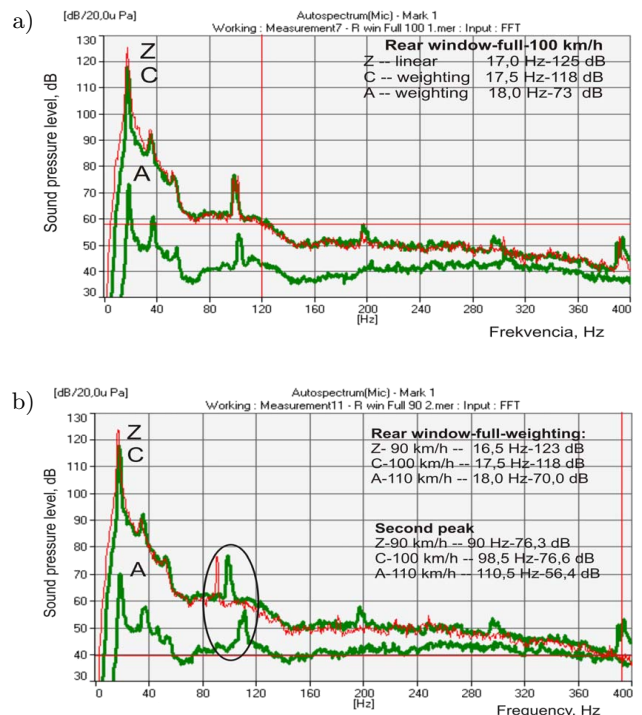 a)
[dB/20,0u Pa] Autospectrum(Mic) - Mark 1
Working : Measurement7 - R win Full 100 1.mer : Input : FFT
Sound pressure level, dB
130
120
110
100
90
80
70
60
50
40
30
Z
C
A
Rear window-full-100 km/h
Z -- linear 17,0 Hz-125 dB
C -- weighting 17,5 Hz-118 dB
A -- weighting 18,0 Hz-73 dB
0 40 80 120 160 200 240 280 320 360 400
[Hz]
Frekvencia, Hz
b)
[dB/20,0u Pa] Autospectrum(Mic) - Mark 1
Working : Measurement11 - R win Full 90 2.mer : Input : FFT
Sound pressure level, dB
130
120
110
100
90
80
70
60
50
40
30
Z
C
A
Rear window-full-weighting:
Z- 90 km/h -- 16,5 Hz-123 dB
C-100 km/h -- 17,5 Hz-118 dB
A-110 km/h -- 18,0 Hz-70,0 dB
Second peak
Z-90 km/h -- 90 Hz-76,3 dB
C-100 km/h -- 98,5 Hz-76,6 dB
A-110 km/h -- 110,5 Hz-56,4 dB
0 40 80 120 160 200 240 280 320 360 400
[Hz]
Frequency, Hz